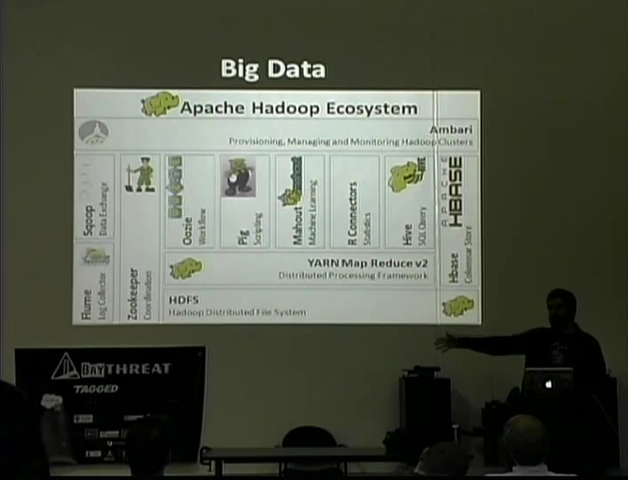 Big Data
Apache Hadoop Ecosystem
Ambari
Provisioning, Managing and Monitoring Hadoop Clusters
Sqoop
Data Exchange
Flume
Log Collector
Zookeeper
Coordination
Oozie
Workflow
Pig
Scripting
Mahout
Machine Learning
R Connectors
Statistics
Hive
SQL Query
APACHE
HBASE
Hbase
Columnar Store
YARN Map Reduce v2
Distributed Processing Framework
HDFS
Hadoop Distributed File System
BAYTHREAT
TAGGED